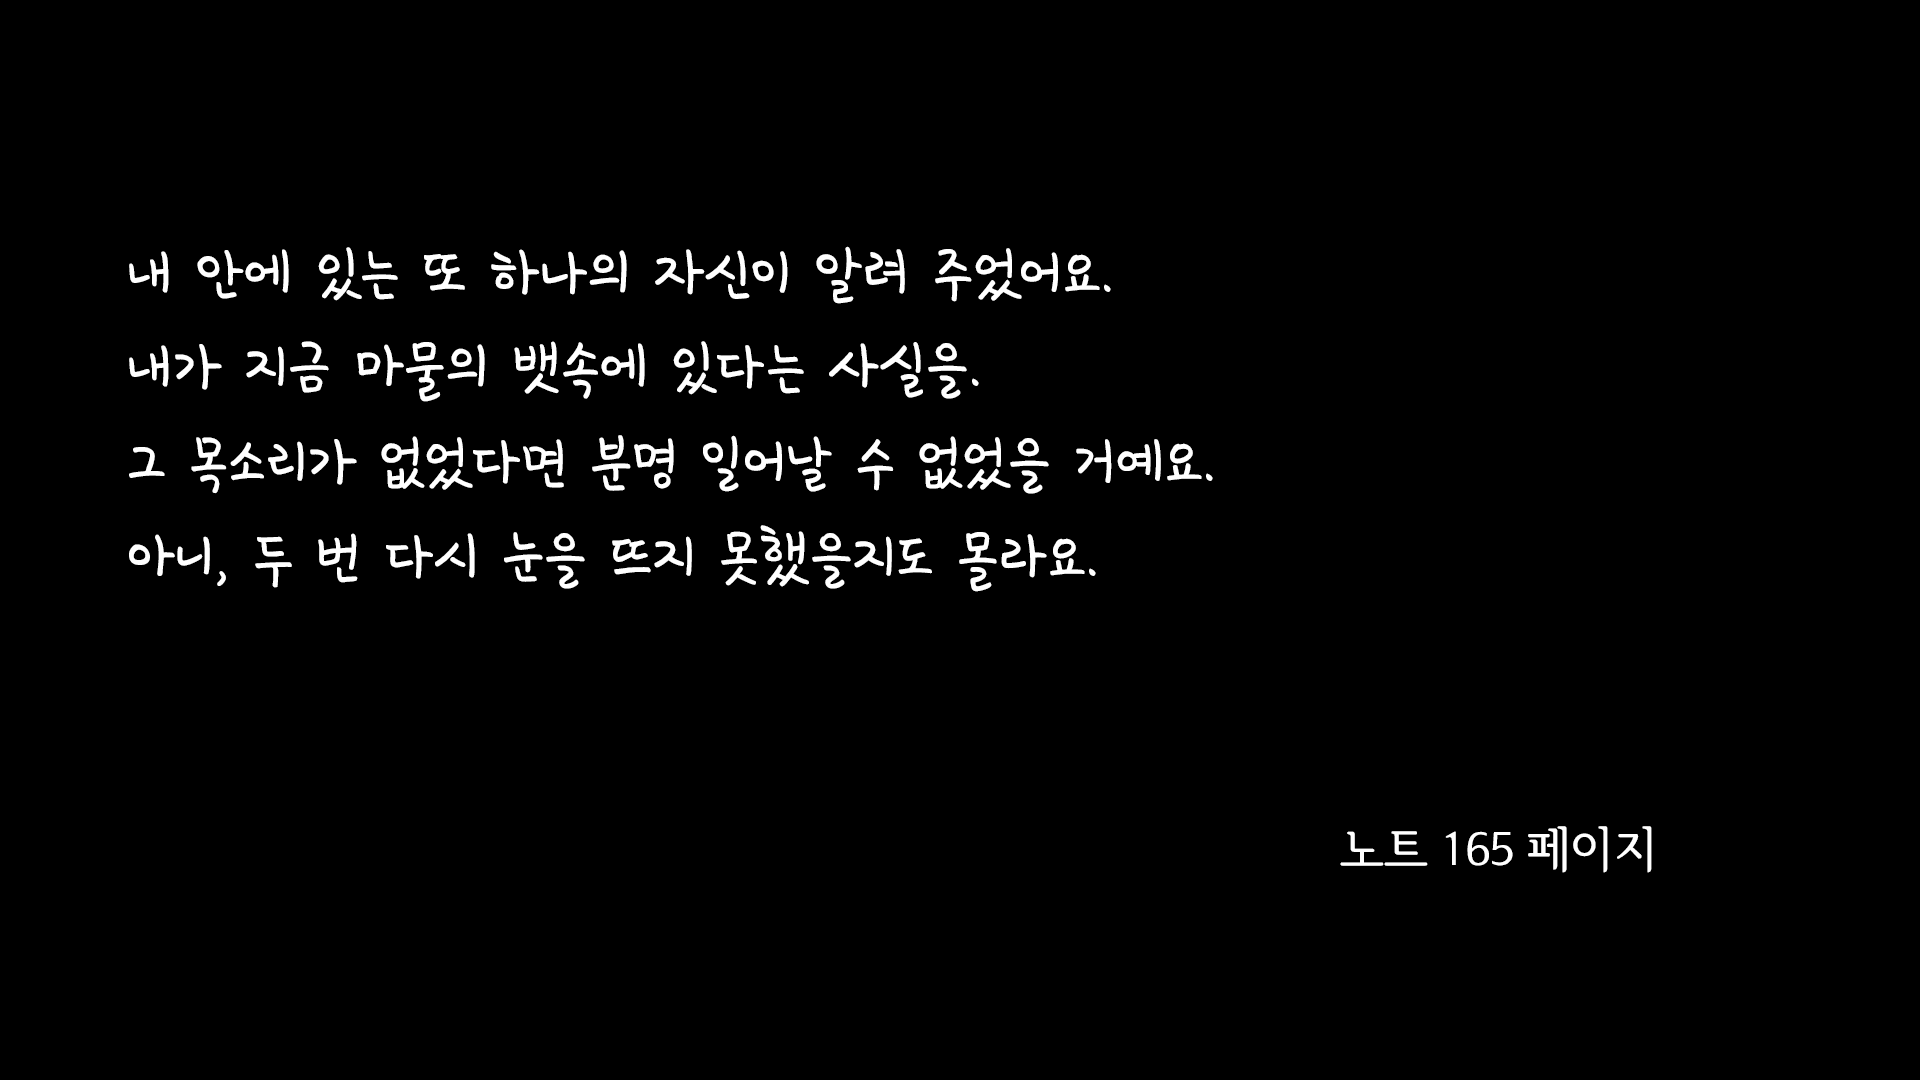 내 안에 있는 또 하나의 자신이 알려 주었어요.
내가 지금 마물의 뱃속에 있다는 사실을.
그 목소리가 없었다면 분명 일어날 수 없었을 거예요.
아니, 두 번 다시 눈을 뜨지 못했을지도 몰라요.
노트 165 페이지